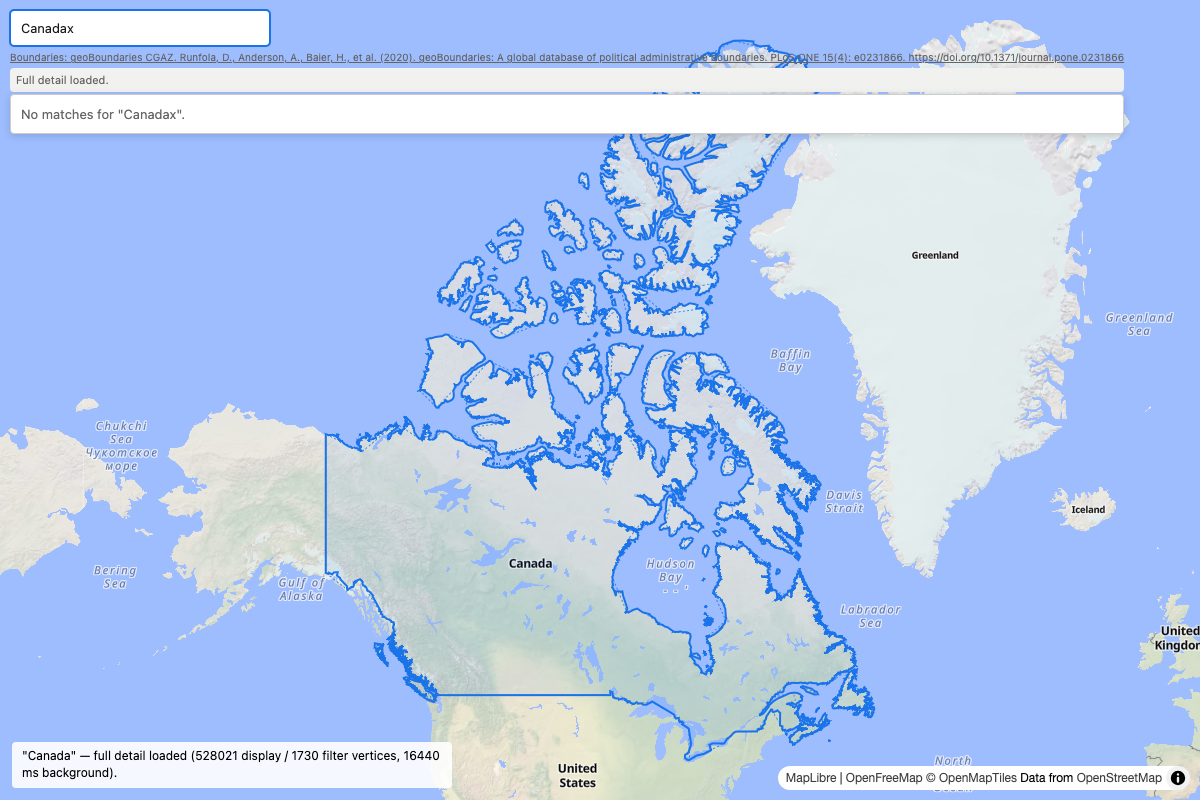 Canadax
Boundaries: geoBoundaries CGAZ. Runfola, D., Anderson, A., Baier, H., et al. (2020). geoBoundaries: A global database of political administrative boundaries. PLoS ONE 15(4): e0231866. https://doi.org/10.1371/journal.pone.0231866
Full detail loaded.
No matches for "Canadax".
Greenland
Greenland
Sea
Baffin
Bay
Chukchi
Sea
Чукотское
море
Davis
Strait
Iceland
Canada
Hudson
Bay
Bering
Sea
Gulf of
Alaska
Labrador
Sea
United
Kingdom
"Canada" — full detail loaded (528021 display / 1730 filter vertices, 16440
ms background).
United
States
North
MapLibre | OpenFreeMap © OpenMapTiles Data from OpenStreetMap